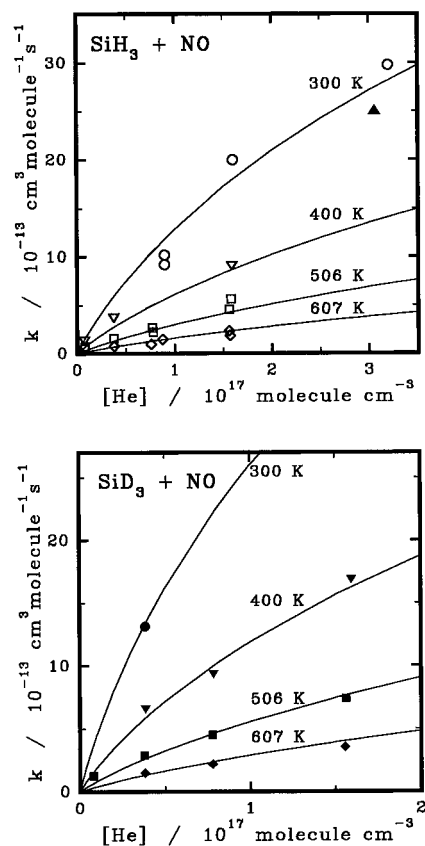 SiH₃ + NO
30
20
10
0
300 K
400 K
506 K
607 K
k / 10⁻¹³ cm³ molecule⁻¹s⁻¹
0 1 2 3
[He] / 10¹⁷ molecule cm⁻³
SiD₃ + NO
300 K
20
400 K
10
506 K
607 K
0
k / 10⁻¹³ cm³ molecule⁻¹s⁻¹
0 1 2
[He] / 10¹⁷ molecule cm⁻³